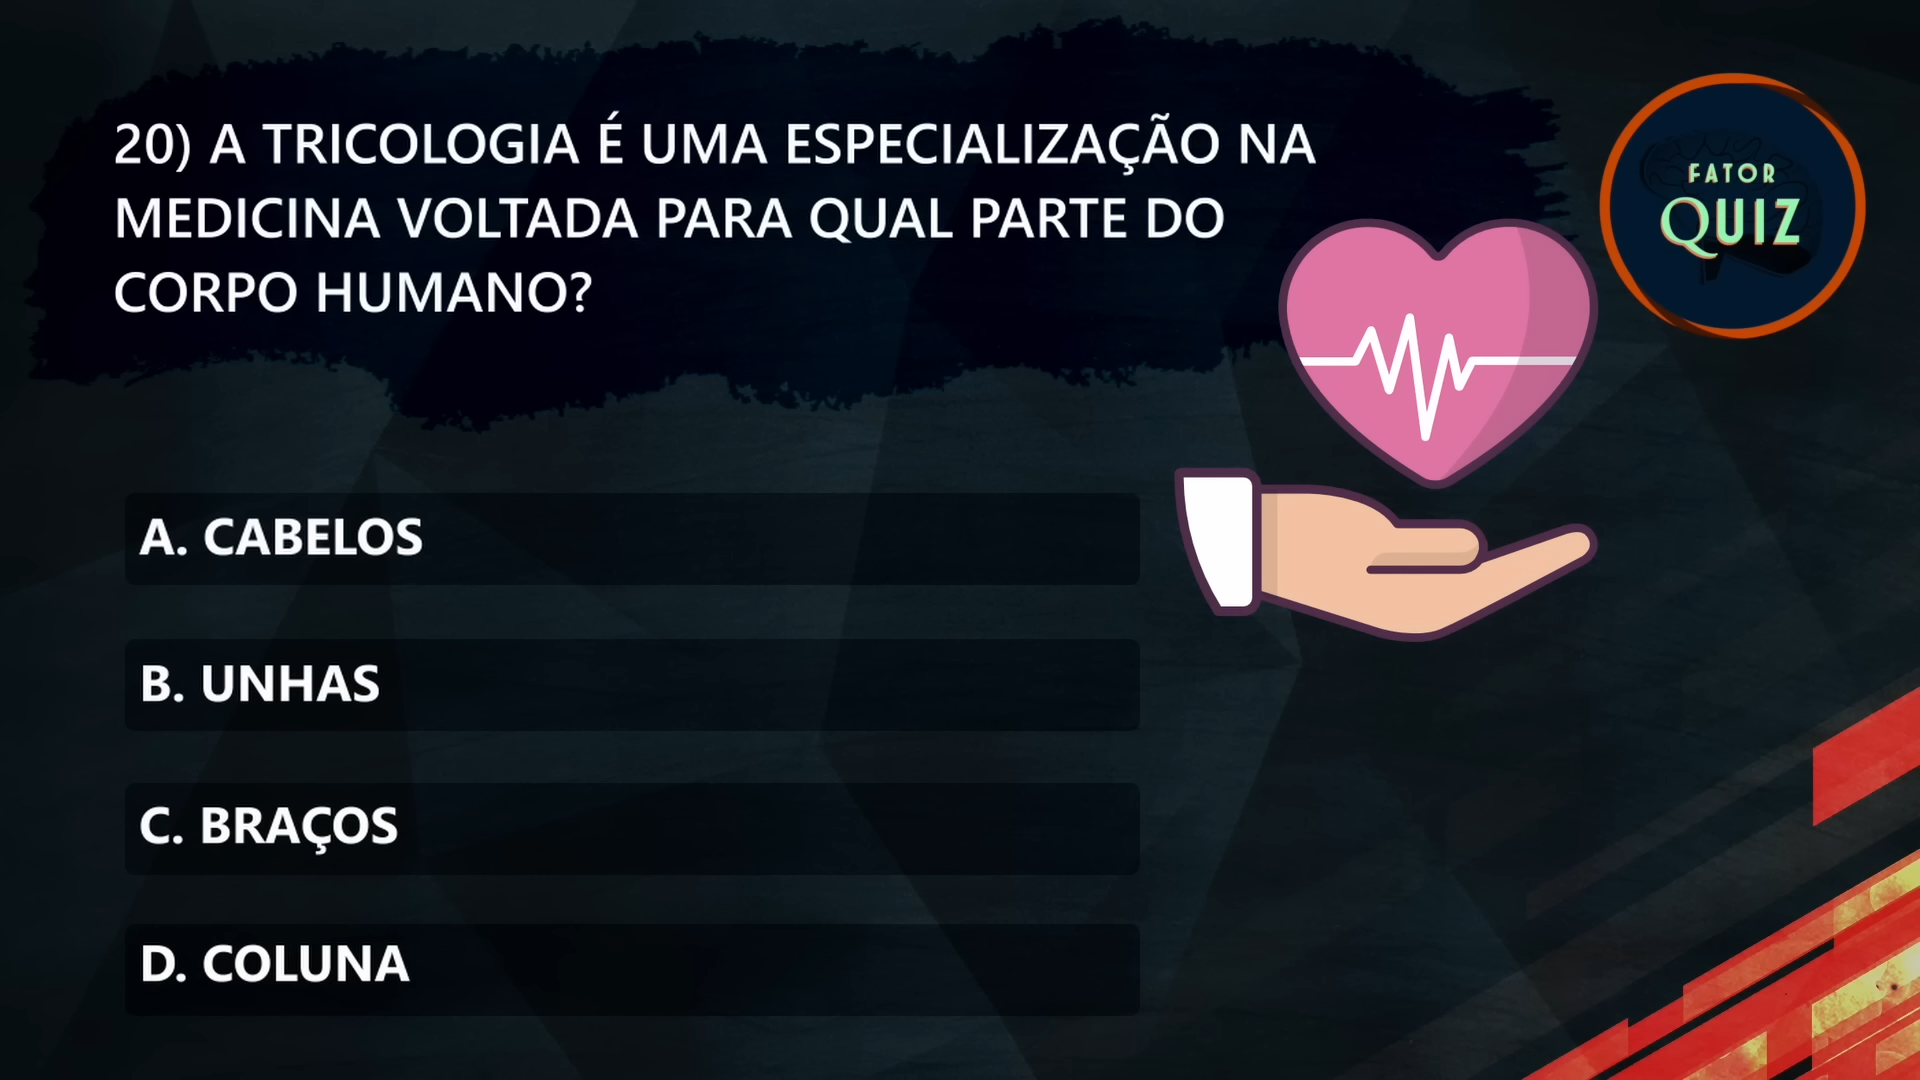 20) A TRICOLOGIA É UMA ESPECIALIZAÇÃO NA
MEDICINA VOLTADA PARA QUAL PARTE DO
CORPO HUMANO?
FATOR
QUIZ
A. CABELOS
B. UNHAS
C. BRAÇOS
D. COLUNA